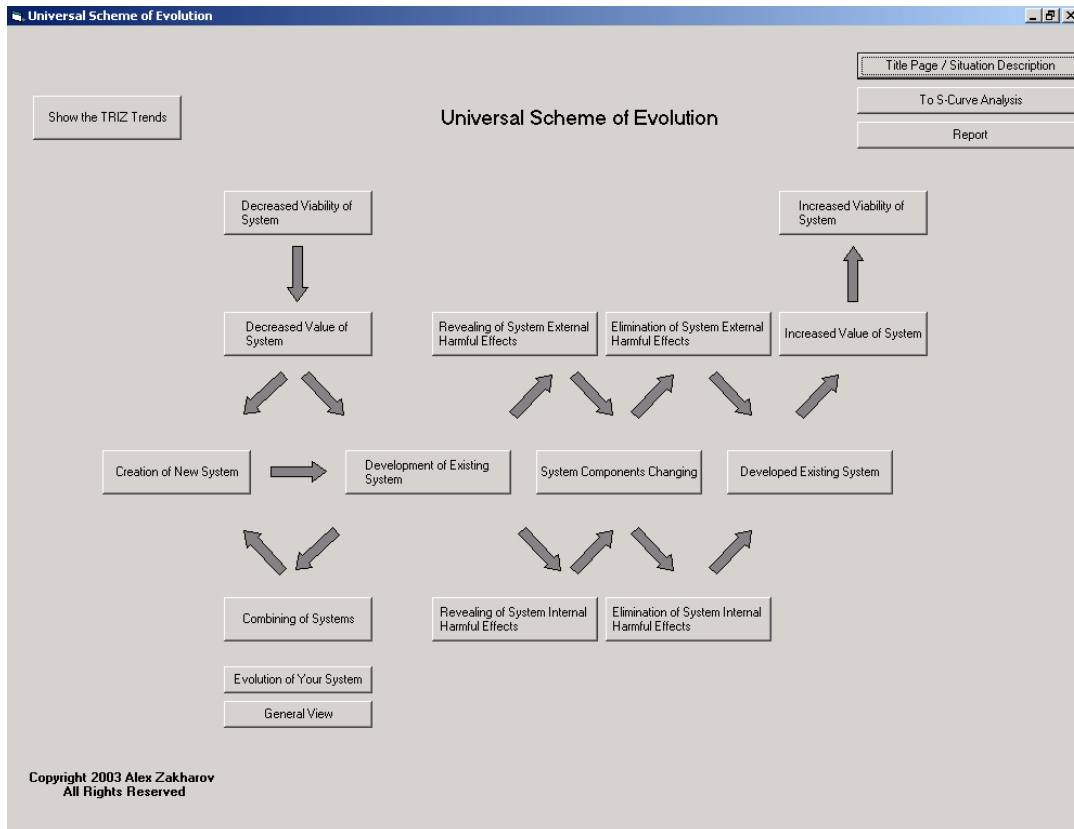 Universal Scheme of Evolution
Title Page / Situation Description
Show the TRIZ Trends
Universal Scheme of Evolution
To S-Curve Analysis
Report
Decreased Viability of
System
Increased Viability of
System
Decreased Value of
System
Revealing of System External
Harmful Effects
Elimination of System External
Harmful Effects
Increased Value of System
Creation of New System
Development of Existing
System
System Components Changing
Developed Existing System
Combining of Systems
Revealing of System Internal
Harmful Effects
Elimination of System Internal
Harmful Effects
Evolution of Your System
General View
Copyright 2003 Alex Zakharov
All Rights Reserved